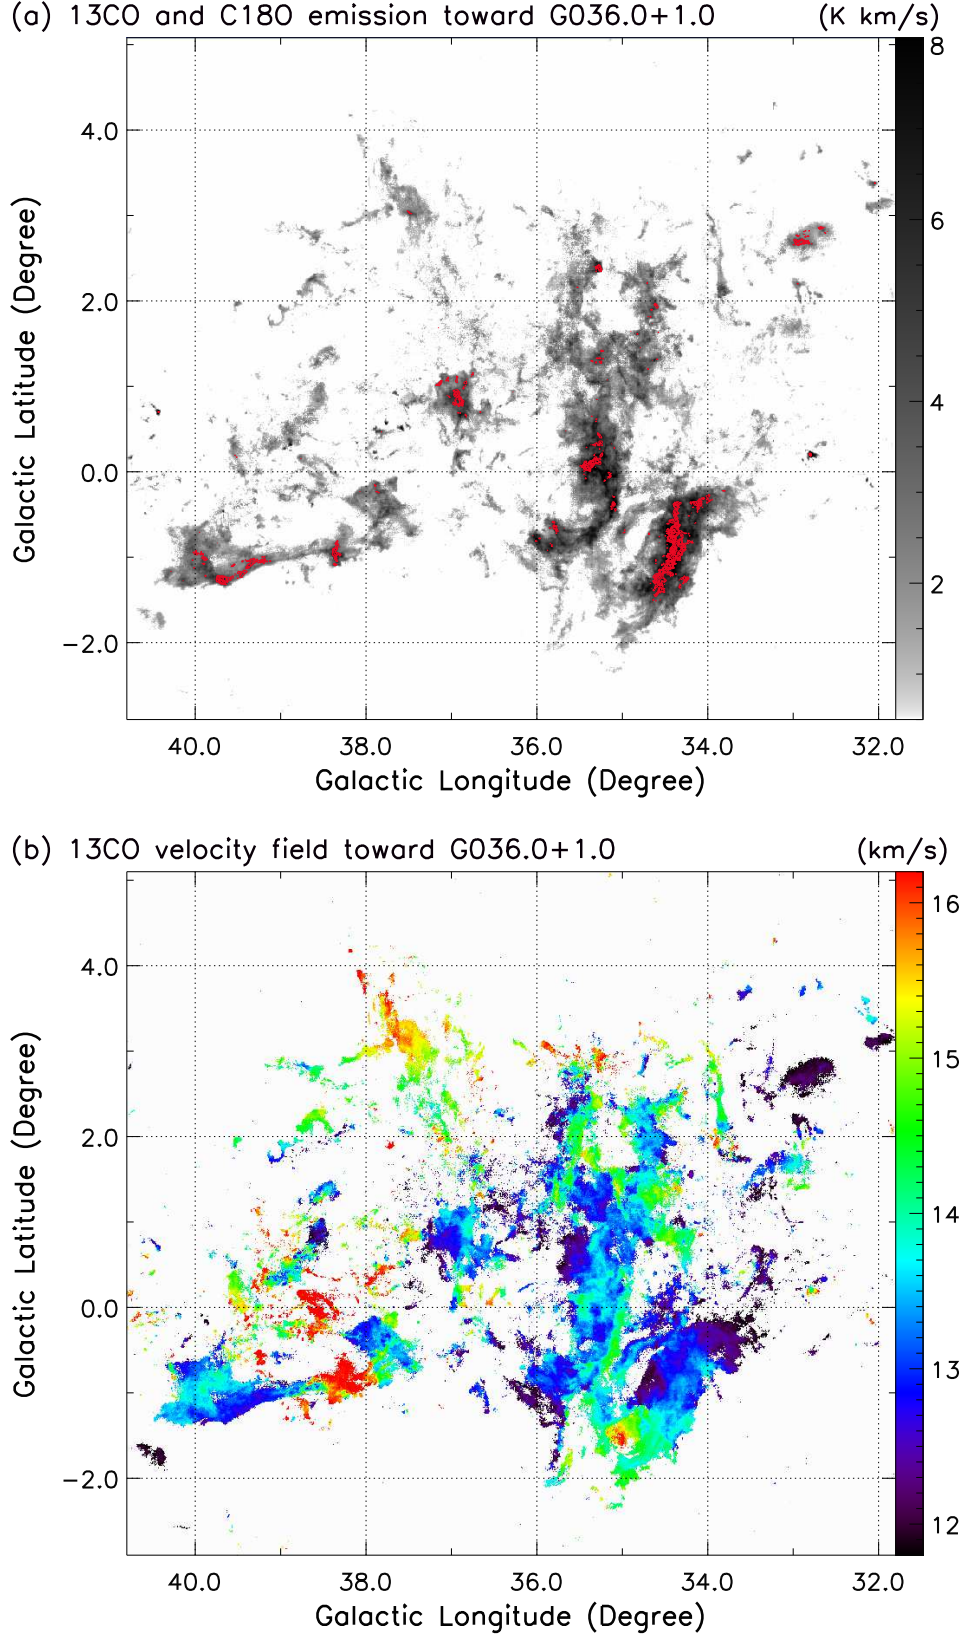 (a) 13CO and C18O emission toward G036.0+1.0 (K km/s)
8
4.0
6
2.0
4
0.0
2
−2.0
Galactic Latitude (Degree)
40.0 38.0 36.0 34.0 32.0
Galactic Longitude (Degree)
(b) 13CO velocity field toward G036.0+1.0 (km/s)
16
4.0
15
2.0
14
0.0
13
−2.0
12
Galactic Latitude (Degree)
40.0 38.0 36.0 34.0 32.0
Galactic Longitude (Degree)